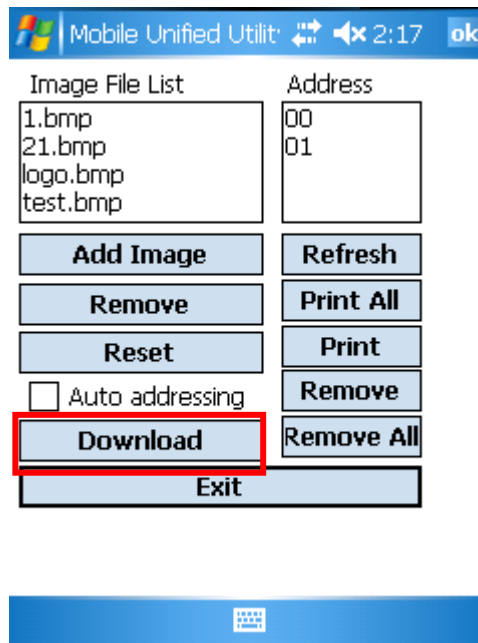 Mobile Unified Utilit 2:17 ok
Image File List
1.bmp
21.bmp
logo.bmp
test.bmp
Address
00
01
Add Image
Remove
Reset
Auto addressing
Download
Refresh
Print All
Print
Remove
Remove All
Exit